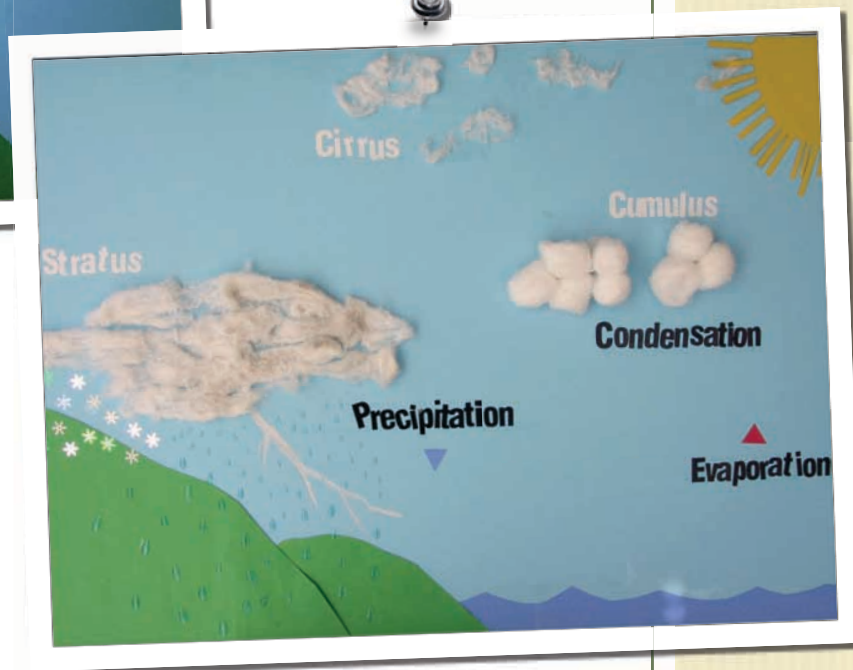 Cirrus
Cumulus
Stratus
Condensation
Precipitation
Evaporation